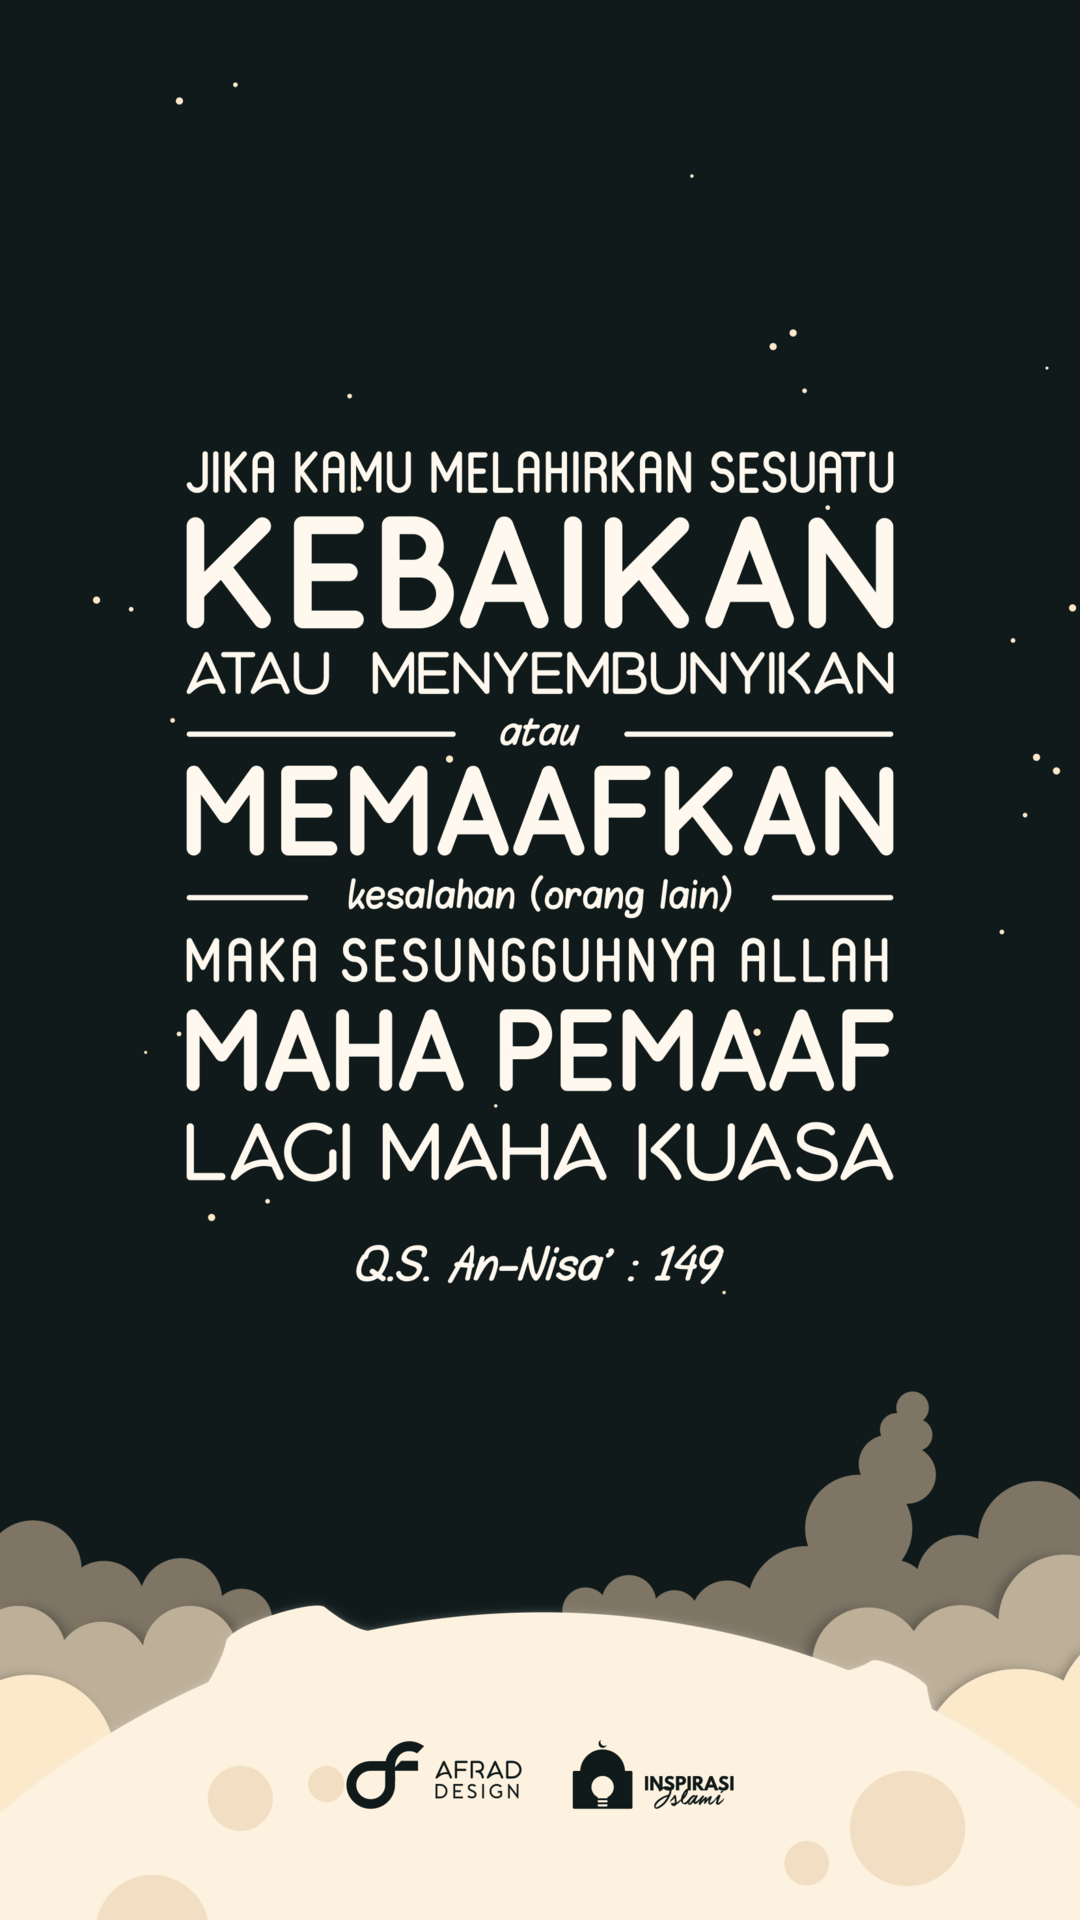 JIKA KAMU MELAHIRKAN SESUATU
KEBAIKAN
ATAU MENYEMBUNYIKAN
atau
MEMAAFKAN
kesalahan (orang lain)
MAKA SESUNGGUHNYA ALLAH
MAHA PEMAAF
LAGI MAHA KUASA
Q.S. An-Nisa' : 149
AFRAD
DESIGN
INSPIRASI
Islami